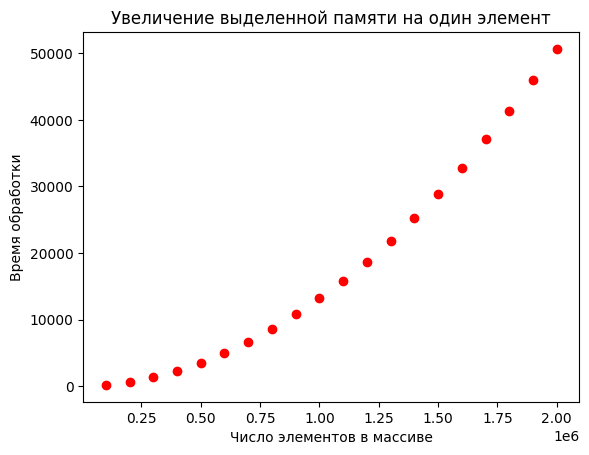 Увеличение выделенной памяти на один элемент
50000
40000
30000
20000
10000
0
Время обработки
0.25 0.50 0.75 1.00 1.25 1.50 1.75 2.00
1e6
Число элементов в массиве